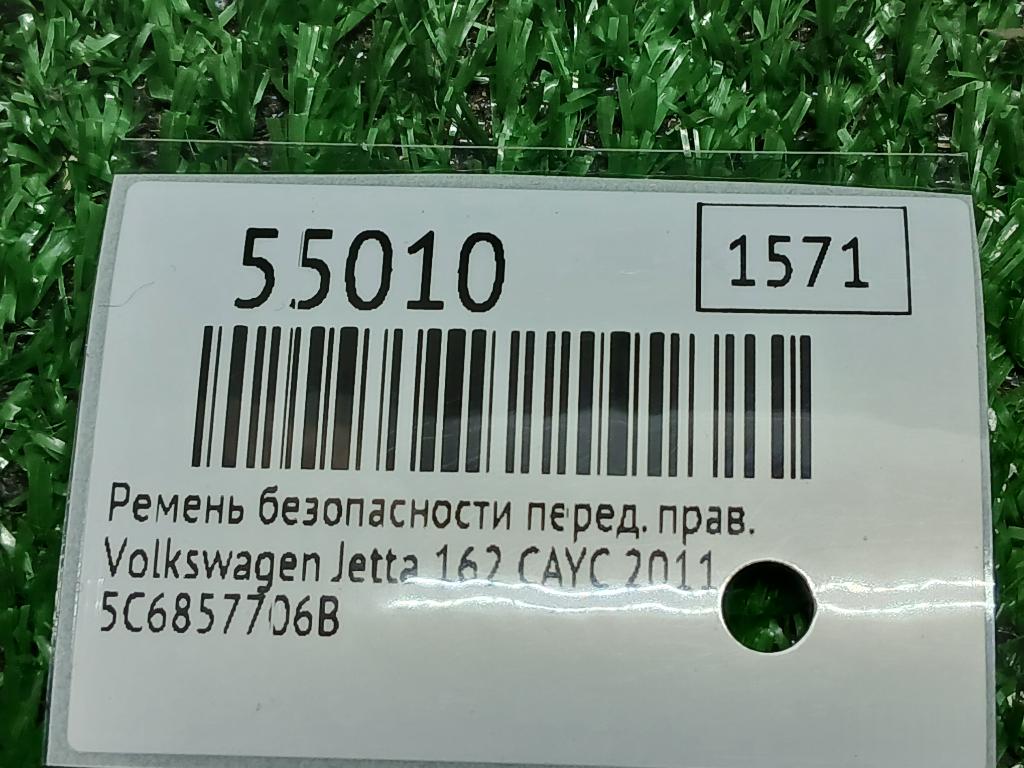 55010
1571
Ремень безопасности перед. прав.
Volkswagen Jetta 162 CAYC 2011
5C6857706B